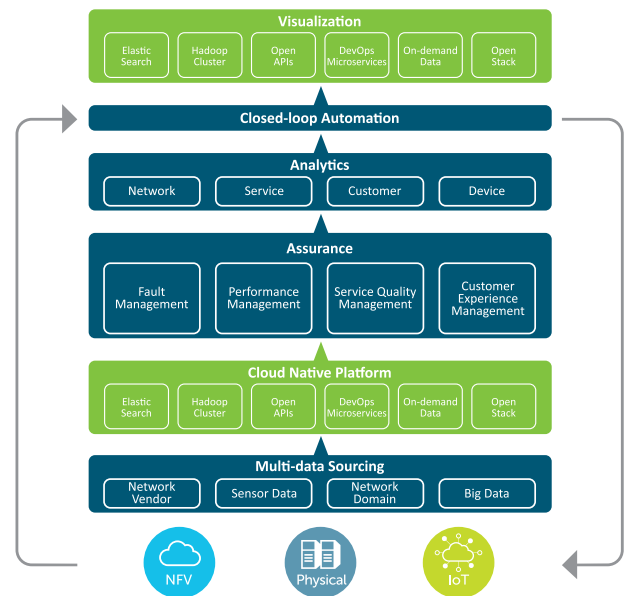 Visualization
Elastic
Search
Hadoop
Cluster
Open
APIs
DevOps
Microservices
On-demand
Data
Open
Stack
Closed-loop Automation
Analytics
Network
Service
Customer
Device
Assurance
Fault
Management
Performance
Management
Service Quality
Management
Customer
Experience
Management
Cloud Native Platform
Elastic
Search
Hadoop
Cluster
Open
APIs
DevOps
Microservices
On-demand
Data
Open
Stack
Multi-data Sourcing
Network
Vendor
Sensor Data
Network
Domain
Big Data
NFV
Physical
IoT